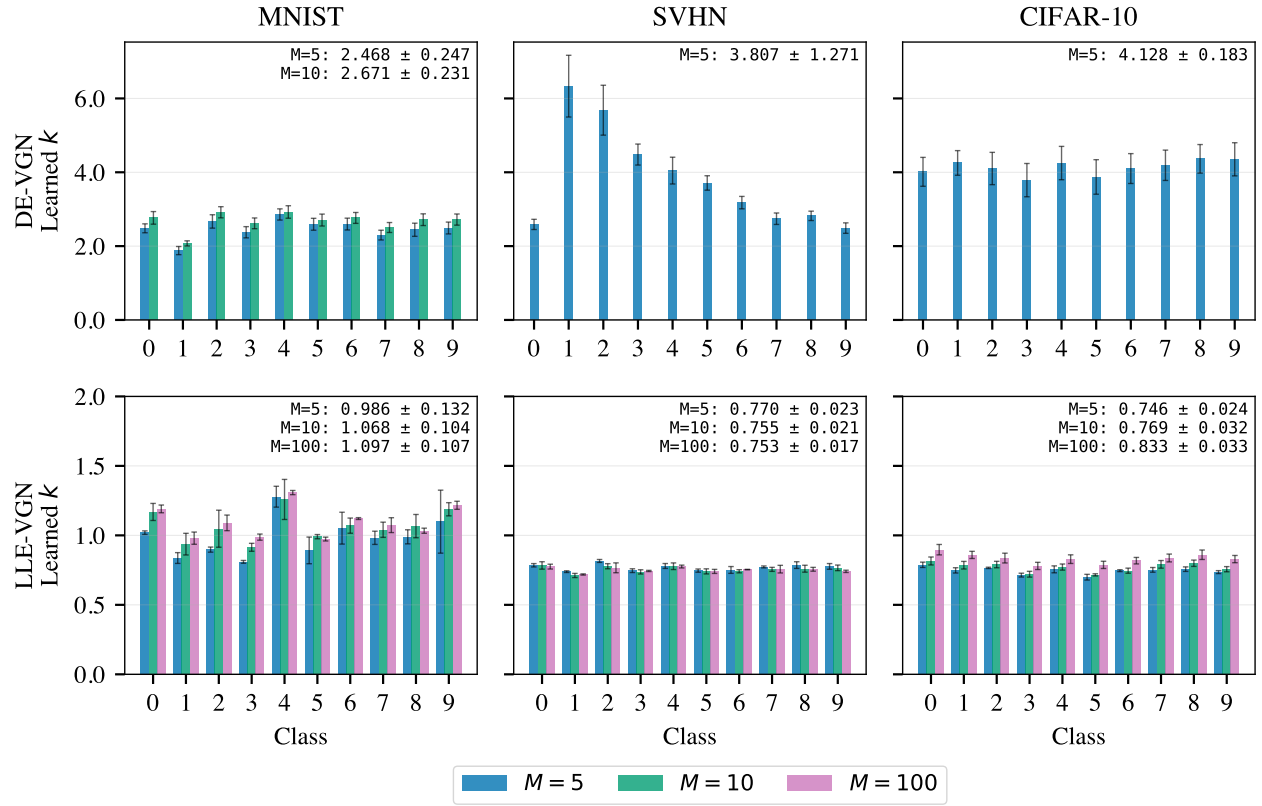 MNIST
SVHN
CIFAR-10
DE-VGN
Learned k
6.0
4.0
2.0
0.0
M=5: 2.468 ± 0.247
M=10: 2.671 ± 0.231
0 1 2 3 4 5 6 7 8 9
M=5: 3.807 ± 1.271
0 1 2 3 4 5 6 7 8 9
M=5: 4.128 ± 0.183
0 1 2 3 4 5 6 7 8 9
LLE-VGN
Learned k
2.0
1.5
1.0
0.5
0.0
M=5: 0.986 ± 0.132
M=10: 1.068 ± 0.104
M=100: 1.097 ± 0.107
0 1 2 3 4 5 6 7 8 9
Class
M=5: 0.770 ± 0.023
M=10: 0.755 ± 0.021
M=100: 0.753 ± 0.017
0 1 2 3 4 5 6 7 8 9
Class
M=5: 0.746 ± 0.024
M=10: 0.769 ± 0.032
M=100: 0.833 ± 0.033
0 1 2 3 4 5 6 7 8 9
Class
M = 5 M = 10 M = 100